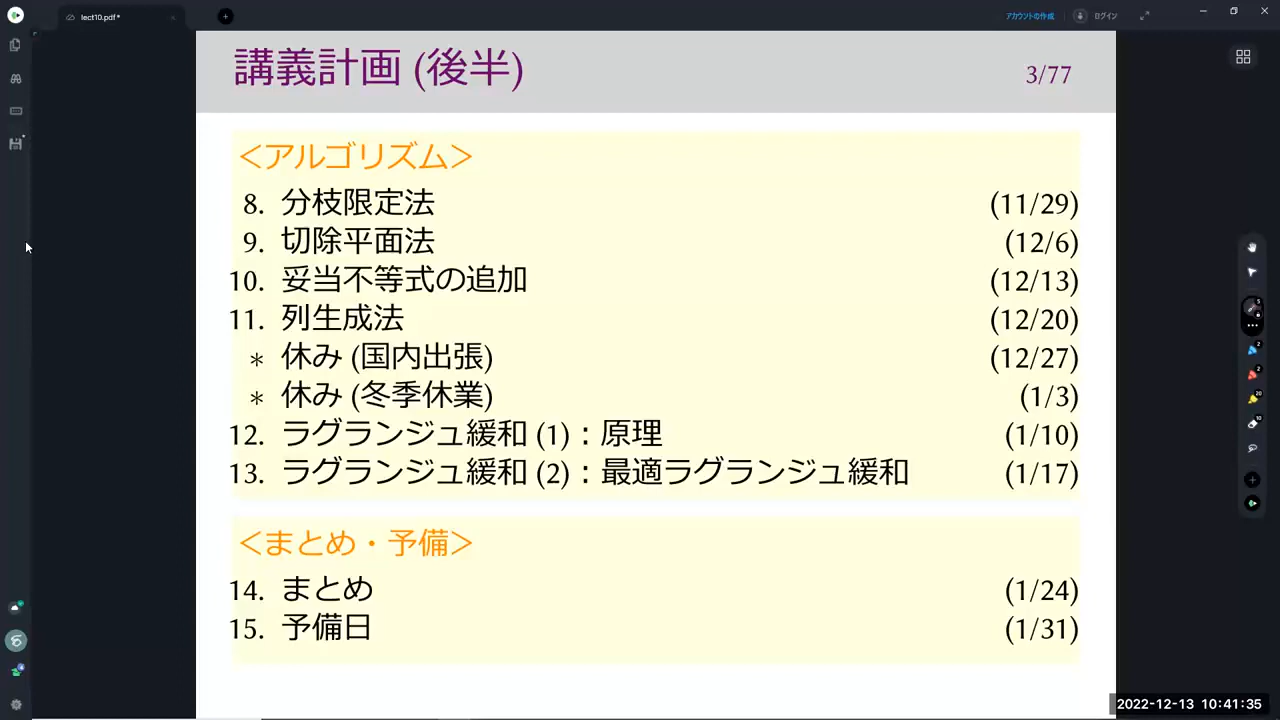 lect10.pdf*
アカウントの作成
ログイン
講義計画 (後半)
3/77
<アルゴリズム>
8. 分枝限定法 (11/29)
9. 切除平面法 (12/6)
10. 妥当不等式の追加 (12/13)
11. 列生成法 (12/20)
* 休み (国内出張) (12/27)
* 休み (冬季休業) (1/3)
12. ラグランジュ緩和 (1)：原理 (1/10)
13. ラグランジュ緩和 (2)：最適ラグランジュ緩和 (1/17)
<まとめ・予備>
14. まとめ (1/24)
15. 予備日 (1/31)
2022-12-13 10:41:35